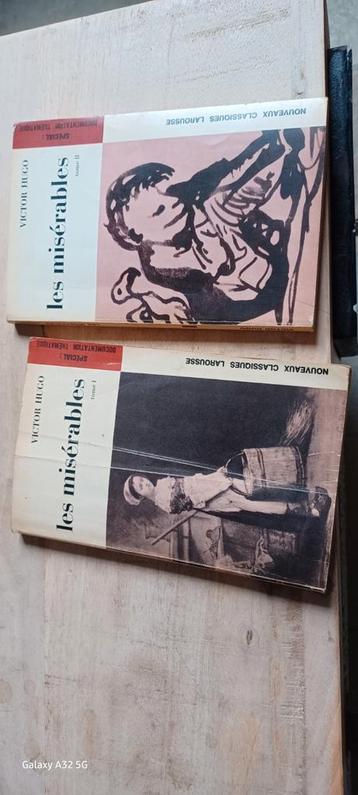 NOUVEAUX CLASSIQUES LAROUSSE
SPÉCIAL :
DOCUMENTATION THÉMATIQUE
VICTOR HUGO
les misérables
tome II
NOUVEAUX CLASSIQUES LAROUSSE
SPÉCIAL :
DOCUMENTATION THÉMATIQUE
VICTOR HUGO
les misérables
tome I
Galaxy A32 5G